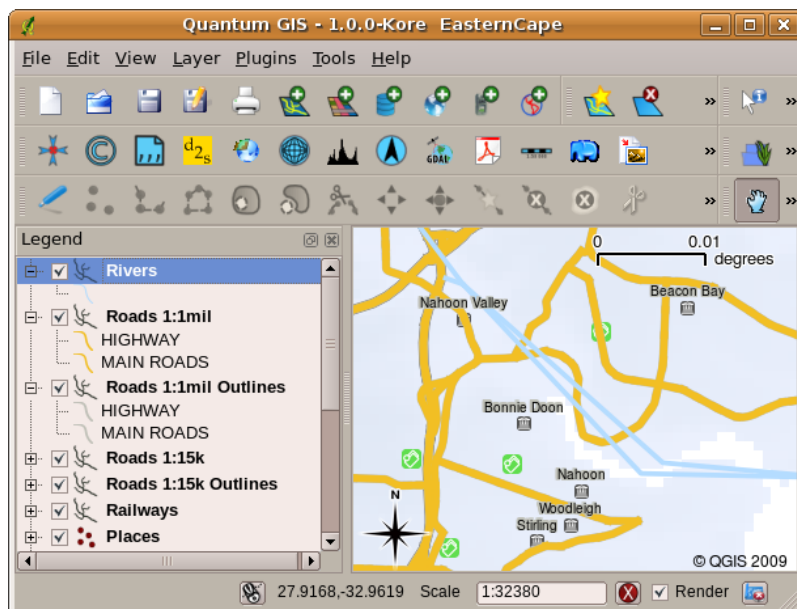 Quantum GIS - 1.0.0-Kore EasternCape
File Edit View Layer Plugins Tools Help
d2s
GDAL
Legend
Rivers
Roads 1:1mil
HIGHWAY
MAIN ROADS
Roads 1:1mil Outlines
HIGHWAY
MAIN ROADS
Roads 1:15k
Roads 1:15k Outlines
Railways
Places
0 0.01
degrees
Nahoon Valley
Beacon Bay
Bonnie Doon
Nahoon
Woodleigh
Stirling
N
© QGIS 2009
27.9168,-32.9619 Scale 1:32380 Render